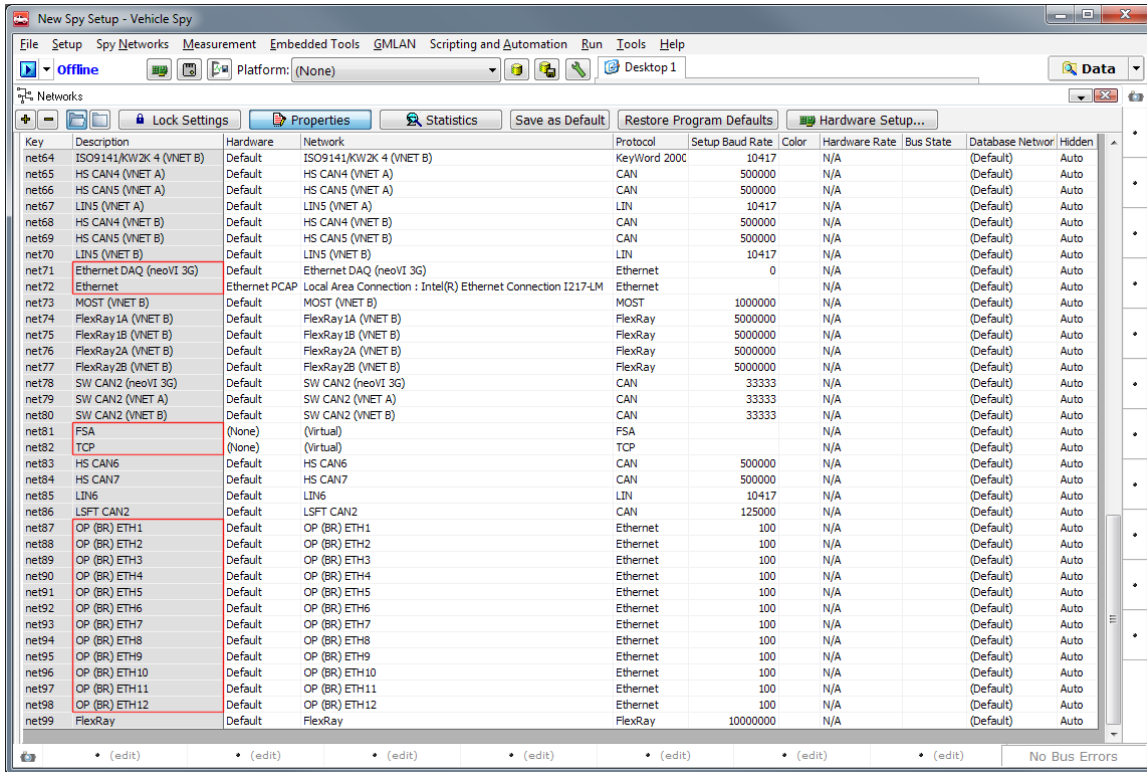 New Spy Setup - Vehicle Spy
File Setup Spy Networks Measurement Embedded Tools GMLAN Scripting and Automation Run Tools Help
Offline Platform: (None) Desktop 1 Data
Networks
Lock Settings Properties Statistics Save as Default Restore Program Defaults Hardware Setup...
Key Description Hardware Network Protocol Setup Baud Rate Color Hardware Rate Bus State Database Networ Hidden
net64 ISO9141/KW2K 4 (VNET B) Default ISO9141/KW2K 4 (VNET B) KeyWord 2000 10417 N/A (Default) Auto
net65 HS CAN4 (VNET A) Default HS CAN4 (VNET A) CAN 500000 N/A (Default) Auto
net66 HS CAN5 (VNET A) Default HS CAN5 (VNET A) CAN 500000 N/A (Default) Auto
net67 LIN5 (VNET A) Default LIN5 (VNET A) LIN 10417 N/A (Default) Auto
net68 HS CAN4 (VNET B) Default HS CAN4 (VNET B) CAN 500000 N/A (Default) Auto
net69 HS CAN5 (VNET B) Default HS CAN5 (VNET B) CAN 500000 N/A (Default) Auto
net70 LIN5 (VNET B) Default LIN5 (VNET B) LIN 10417 N/A (Default) Auto
net71 Ethernet DAQ (neoVI 3G) Default Ethernet DAQ (neoVI 3G) Ethernet 0 N/A (Default) Auto
net72 Ethernet Ethernet PCAP Local Area Connection : Intel(R) Ethernet Connection I217-LM Ethernet N/A (Default) Auto
net73 MOST (VNET B) Default MOST (VNET B) MOST 1000000 N/A (Default) Auto
net74 FlexRay1A (VNET B) Default FlexRay1A (VNET B) FlexRay 5000000 N/A (Default) Auto
net75 FlexRay1B (VNET B) Default FlexRay1B (VNET B) FlexRay 5000000 N/A (Default) Auto
net76 FlexRay2A (VNET B) Default FlexRay2A (VNET B) FlexRay 5000000 N/A (Default) Auto
net77 FlexRay2B (VNET B) Default FlexRay2B (VNET B) FlexRay 5000000 N/A (Default) Auto
net78 SW CAN2 (neoVI 3G) Default SW CAN2 (neoVI 3G) CAN 33333 N/A (Default) Auto
net79 SW CAN2 (VNET A) Default SW CAN2 (VNET A) CAN 33333 N/A (Default) Auto
net80 SW CAN2 (VNET B) Default SW CAN2 (VNET B) CAN 33333 N/A (Default) Auto
net81 FSA (None) (Virtual) FSA N/A (Default) Auto
net82 TCP (None) (Virtual) TCP N/A (Default) Auto
net83 HS CAN6 Default HS CAN6 CAN 500000 N/A (Default) Auto
net84 HS CAN7 Default HS CAN7 CAN 500000 N/A (Default) Auto
net85 LIN6 Default LIN6 LIN 10417 N/A (Default) Auto
net86 LSFT CAN2 Default LSFT CAN2 CAN 125000 N/A (Default) Auto
net87 OP (BR) ETH1 Default OP (BR) ETH1 Ethernet 100 N/A (Default) Auto
net88 OP (BR) ETH2 Default OP (BR) ETH2 Ethernet 100 N/A (Default) Auto
net89 OP (BR) ETH3 Default OP (BR) ETH3 Ethernet 100 N/A (Default) Auto
net90 OP (BR) ETH4 Default OP (BR) ETH4 Ethernet 100 N/A (Default) Auto
net91 OP (BR) ETH5 Default OP (BR) ETH5 Ethernet 100 N/A (Default) Auto
net92 OP (BR) ETH6 Default OP (BR) ETH6 Ethernet 100 N/A (Default) Auto
net93 OP (BR) ETH7 Default OP (BR) ETH7 Ethernet 100 N/A (Default) Auto
net94 OP (BR) ETH8 Default OP (BR) ETH8 Ethernet 100 N/A (Default) Auto
net95 OP (BR) ETH9 Default OP (BR) ETH9 Ethernet 100 N/A (Default) Auto
net96 OP (BR) ETH10 Default OP (BR) ETH10 Ethernet 100 N/A (Default) Auto
net97 OP (BR) ETH11 Default OP (BR) ETH11 Ethernet 100 N/A (Default) Auto
net98 OP (BR) ETH12 Default OP (BR) ETH12 Ethernet 100 N/A (Default) Auto
net99 FlexRay Default FlexRay FlexRay 10000000 N/A (Default) Auto
(edit) (edit) (edit) (edit) (edit) (edit) (edit) No Bus Errors